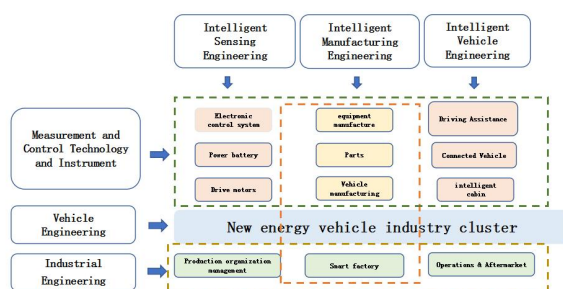 Intelligent
Sensing
Engineering
Intelligent
Manufacturing
Engineering
Intelligent
Vehicle
Engineering
Measurement and
Control Technology
and Instrument
Electronic
control system
equipment
manufacture
Driving Assistance
Power battery
Parts
Connected Vehicle
Drive motors
Vehicle
manufacturing
intelligent
cabin
Vehicle
Engineering
New energy vehicle industry cluster
Industrial
Engineering
Production organization
management
Smart factory
Operations & Aftermarket